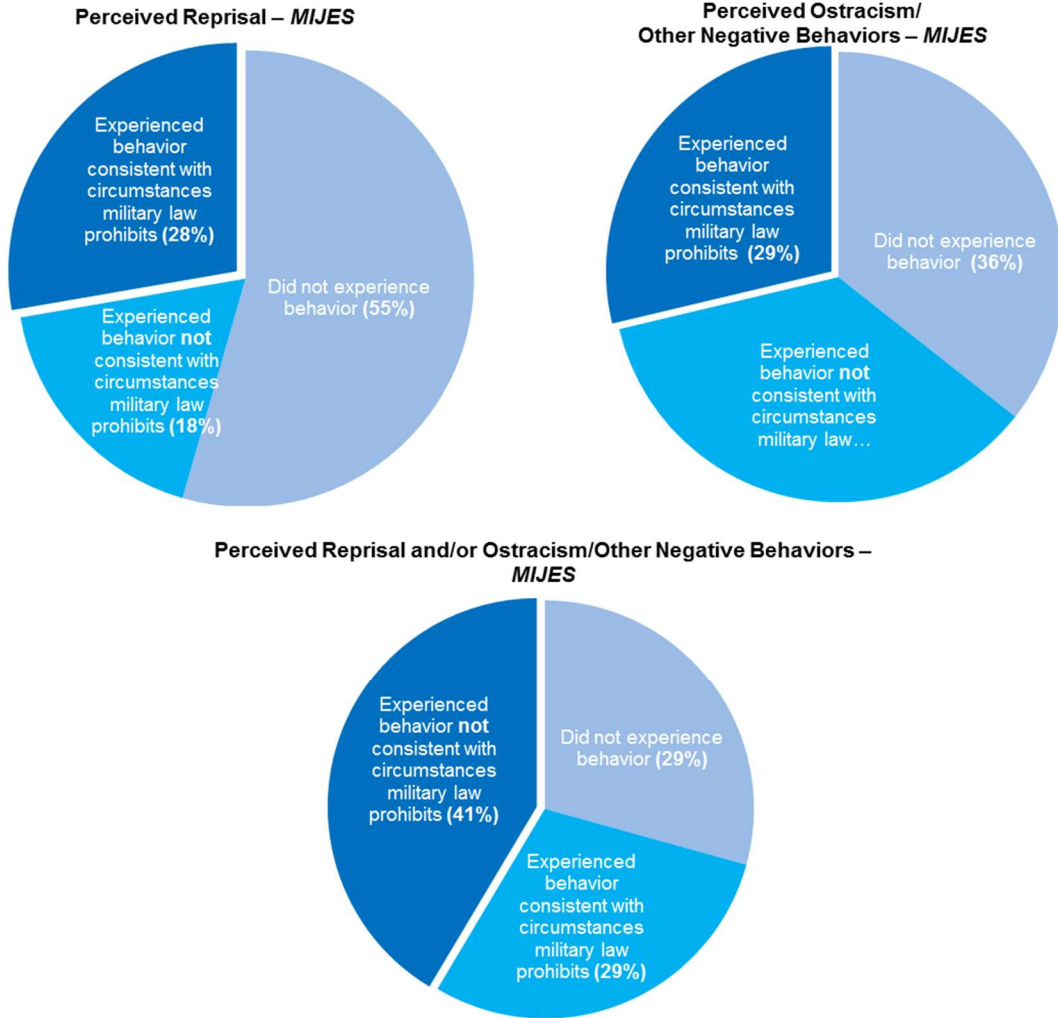 Perceived Reprisal – MIJES
Experienced
behavior
consistent with
circumstances
military law
prohibits (28%)
Did not experience
behavior (55%)
Experienced
behavior not
consistent with
circumstances
military law
prohibits (18%)
Perceived Ostracism/
Other Negative Behaviors – MIJES
Experienced
behavior
consistent with
circumstances
military law
prohibits (29%)
Did not experience
behavior (36%)
Experienced
behavior not
consistent with
circumstances
military law…
Perceived Reprisal and/or Ostracism/Other Negative Behaviors –
MIJES
Experienced
behavior not
consistent with
circumstances
military law
prohibits (41%)
Did not experience
behavior (29%)
Experienced
behavior
consistent with
circumstances
military law
prohibits (29%)